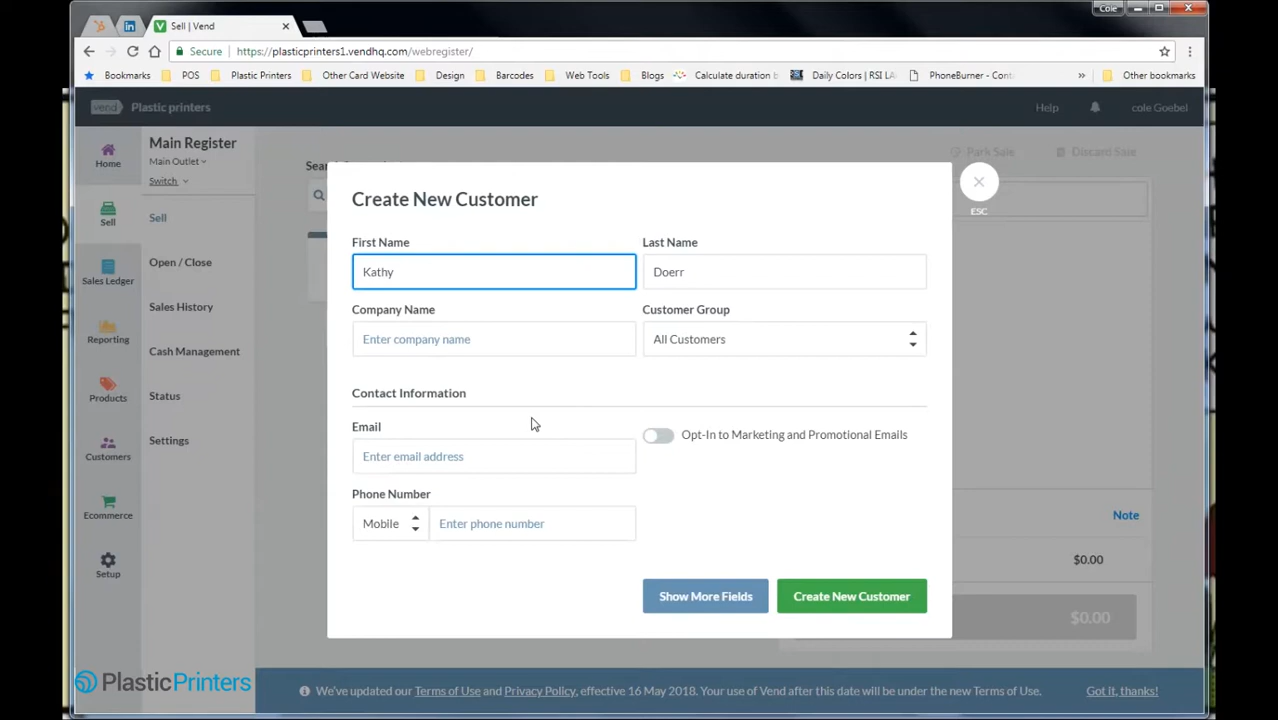 Cole
Sell | Vend
Secure https://plasticprinters1.vendhq.com/webregister/
Bookmarks POS Plastic Printers Other Card Website Design Barcodes Web Tools Blogs Calculate duration b Daily Colors | RSI LA PhoneBurner - Cont » Other bookmarks
vend Plastic printers Help cole Goebel
Home
Sell
Sales Ledger
Reporting
Products
Customers
Ecommerce
Setup
Main Register
Main Outlet
Switch
Sell
Open / Close
Sales History
Cash Management
Status
Settings
Park Sale Discard Sale
ESC
Create New Customer
First Name Last Name
Kathy Doerr
Company Name Customer Group
Enter company name All Customers
Contact Information
Email
Enter email address Opt-In to Marketing and Promotional Emails
Phone Number
Mobile Enter phone number
Show More Fields Create New Customer
Note
$0.00
$0.00
We've updated our Terms of Use and Privacy Policy, effective 16 May 2018. Your use of Vend after this date will be under the new Terms of Use. Got it, thanks!
PlasticPrinters